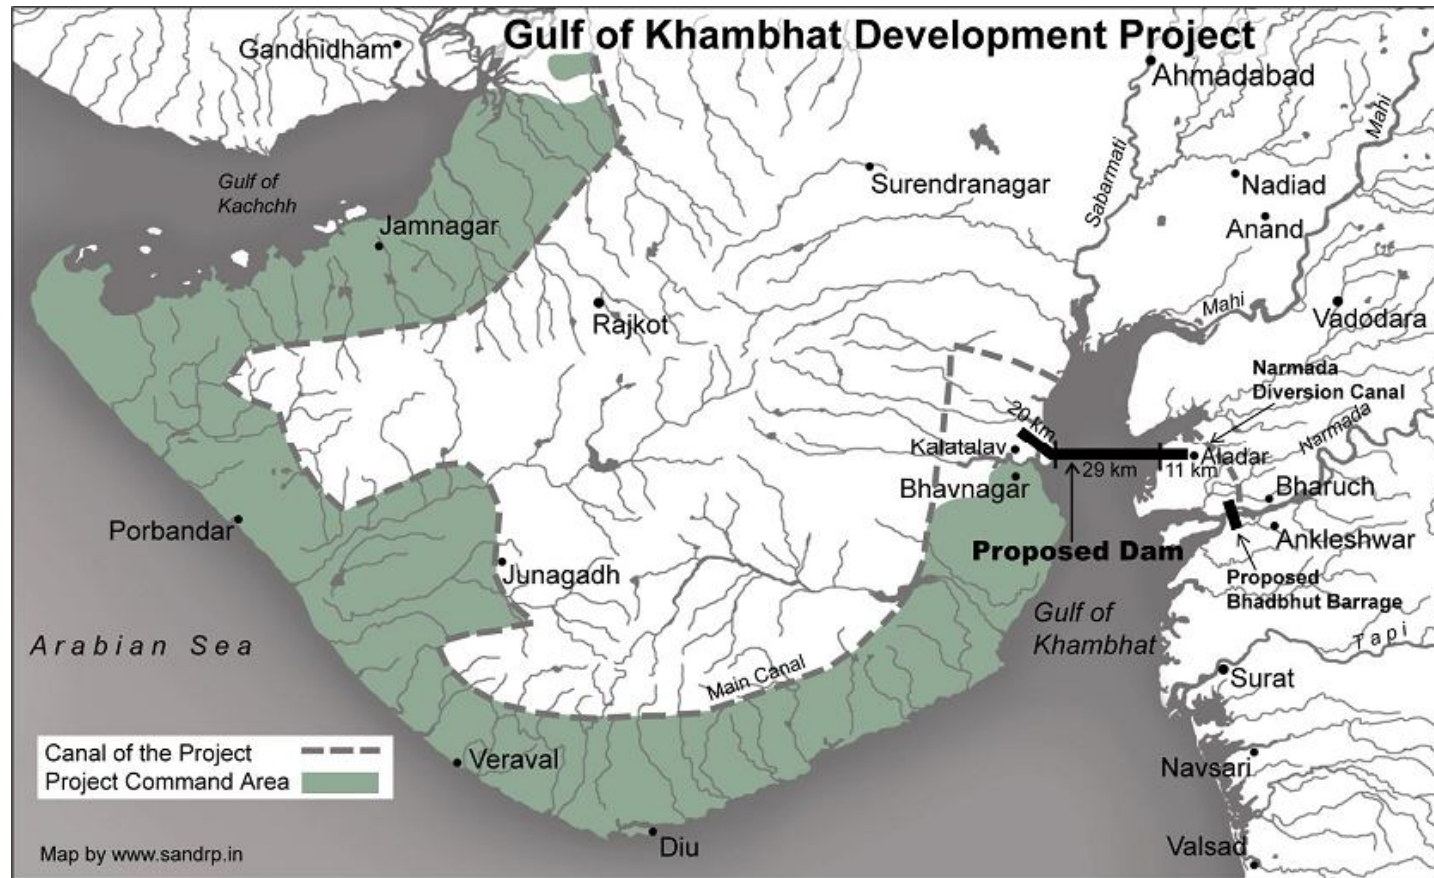 Gulf of Khambhat Development Project
Gandhidham
Ahmadabad
Mahi
Gulf of
Kachchh
Surendranagar
Sabarmati
Nadiad
Anand
Jamnagar
Rajkot
Mahi
Vadodara
Narmada
Diversion Canal
Narmada
20 km
Kalatalav
29 km
11 km
Aladar
Bhavnagar
Bharuch
Porbandar
Proposed Dam
Ankleshwar
Junagadh
Proposed
Bhadbhut Barrage
Gulf of
Khambhat
Arabian Sea
Tapi
Main Canal
Surat
Canal of the Project
Project Command Area
Veraval
Navsari
Diu
Valsad
Map by www.sandrp.in